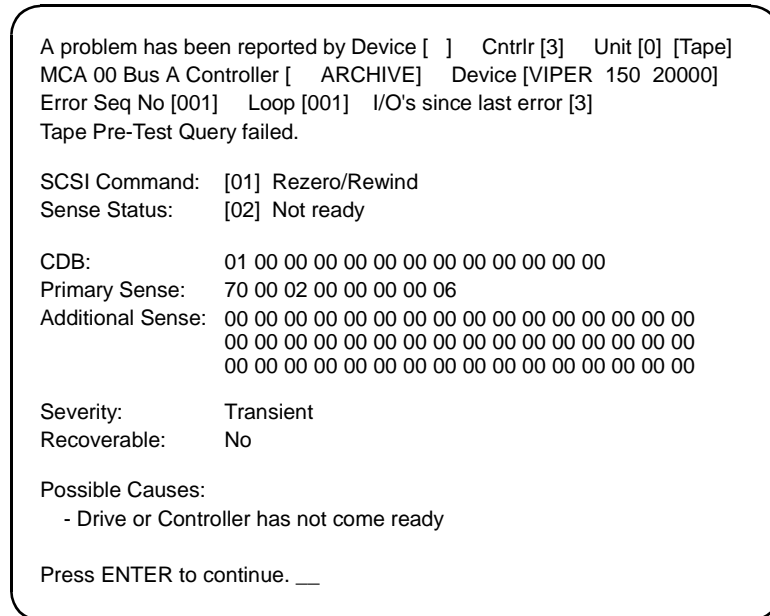 A problem has been reported by Device [  ]    Cntrlr [3]    Unit [0]  [Tape]
MCA 00 Bus A Controller [    ARCHIVE]    Device [VIPER  150  20000]
Error Seq No [001]    Loop [001]    I/O's since last error [3]
Tape Pre-Test Query failed.
SCSI Command:    [01]  Rezero/Rewind
Sense Status:    [02]  Not ready
CDB:    01 00 00 00 00 00 00 00 00 00 00 00 00
Primary Sense:    70 00 02 00 00 00 00 06
Additional Sense:    00 00 00 00 00 00 00 00 00 00 00 00 00 00 00 00
00 00 00 00 00 00 00 00 00 00 00 00 00 00 00 00
00 00 00 00 00 00 00 00 00 00 00 00 00 00 00 00
Severity:    Transient
Recoverable:    No
Possible Causes:
- Drive or Controller has not come ready
Press ENTER to continue. __